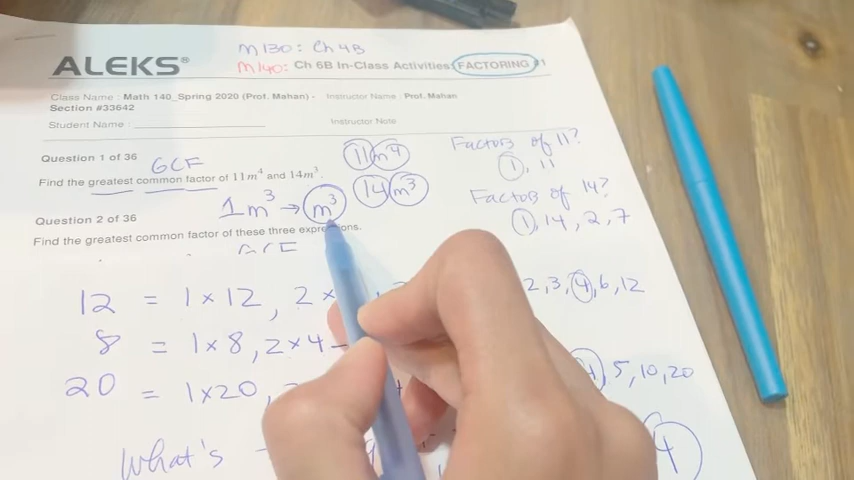 M130: Ch 4B
ALEKS®
M140: Ch 6B In-Class Activities: FACTORING #1
Class Name : Math 140_Spring 2020 (Prof. Mahan) - Instructor Name : Prof. Mahan
Section #33642
Student Name : Instructor Note
Question 1 of 36
GCF
11m⁴
Factors of 11?
1, 11
Find the greatest common factor of 11m⁴ and 14m³.
14m³
Factors of 14?
1m³ → m³
1, 14, 2, 7
Question 2 of 36
Find the greatest common factor of these three expressions.
GCF
12 = 1 × 12, 2 ×
2, 3, 4, 6, 12
8 = 1 × 8, 2 × 4
20 = 1 × 20,
5, 10, 20
What's
4